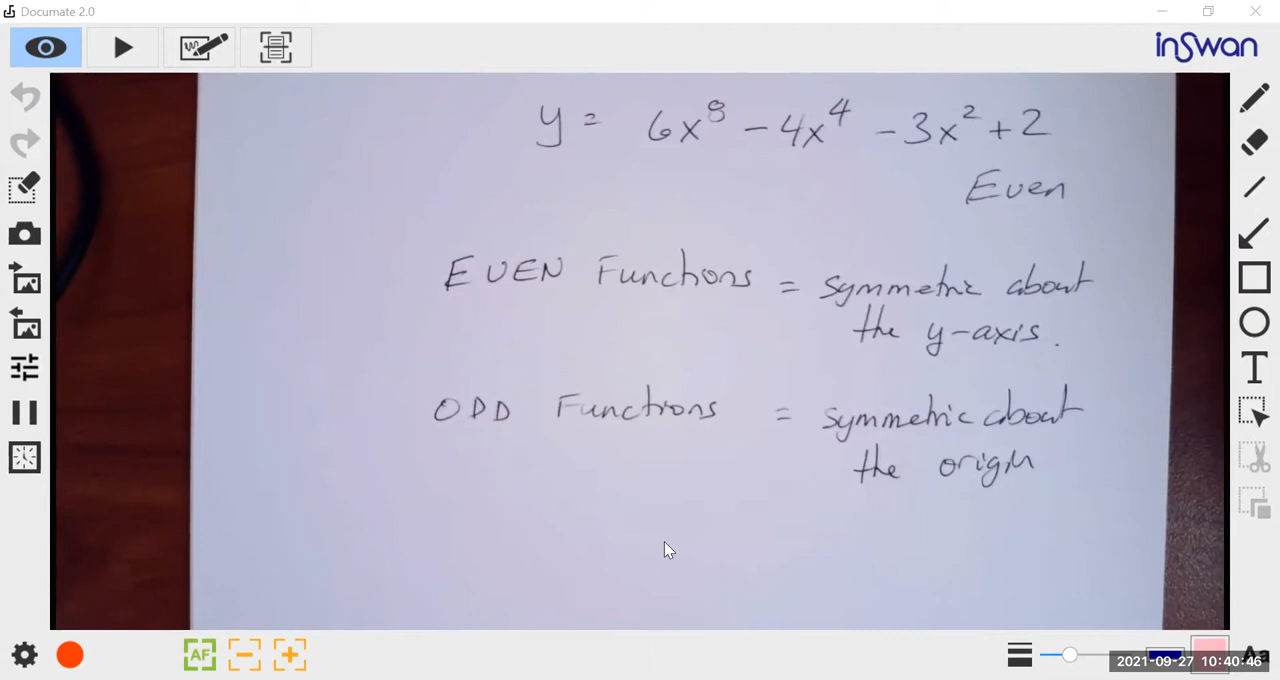 Documate 2.0
inSwan
y = 6x⁸ - 4x⁴ - 3x² + 2
Even
EVEN Functions = symmetric about
the y-axis.
ODD Functions = symmetric about
the origin
T
AF
Aa
2021-09-27 10:40:46